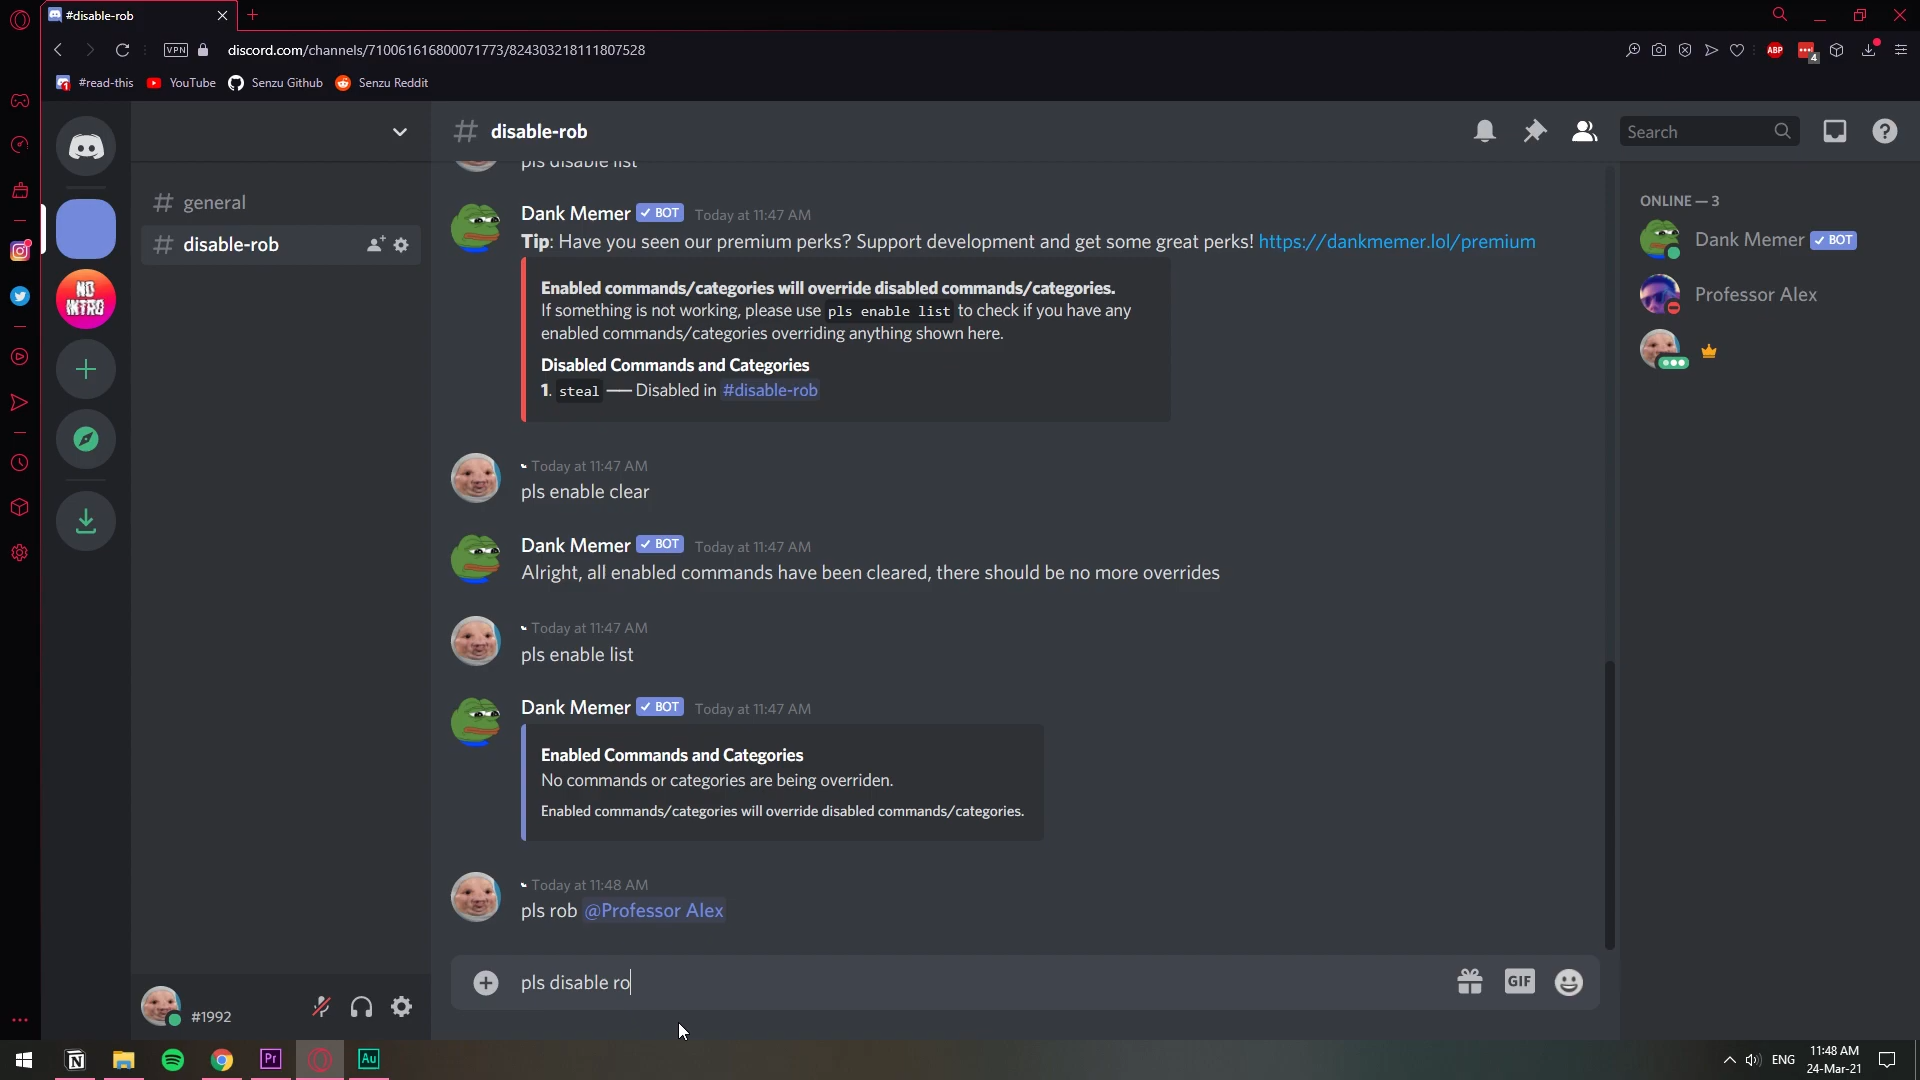 #disable-rob
VPN
discord.com/channels/710061616800071773/824303218111807528
ABP
4
#read-this
YouTube
Senzu Github
Senzu Reddit
disable-rob
Search
general
disable-rob
NO
INTRO
pls disable list
Dank Memer ✓ BOT Today at 11:47 AM
Tip: Have you seen our premium perks? Support development and get some great perks! https://dankmemer.lol/premium
Enabled commands/categories will override disabled commands/categories.
If something is not working, please use pls enable list to check if you have any
enabled commands/categories overriding anything shown here.
Disabled Commands and Categories
1. steal —— Disabled in #disable-rob
Today at 11:47 AM
pls enable clear
Dank Memer ✓ BOT Today at 11:47 AM
Alright, all enabled commands have been cleared, there should be no more overrides
Today at 11:47 AM
pls enable list
Dank Memer ✓ BOT Today at 11:47 AM
Enabled Commands and Categories
No commands or categories are being overriden.
Enabled commands/categories will override disabled commands/categories.
Today at 11:48 AM
pls rob @Professor Alex
pls disable ro
GIF
ONLINE — 3
Dank Memer ✓ BOT
Professor Alex
#1992
Pr
Au
ENG
11:48 AM
24-Mar-21